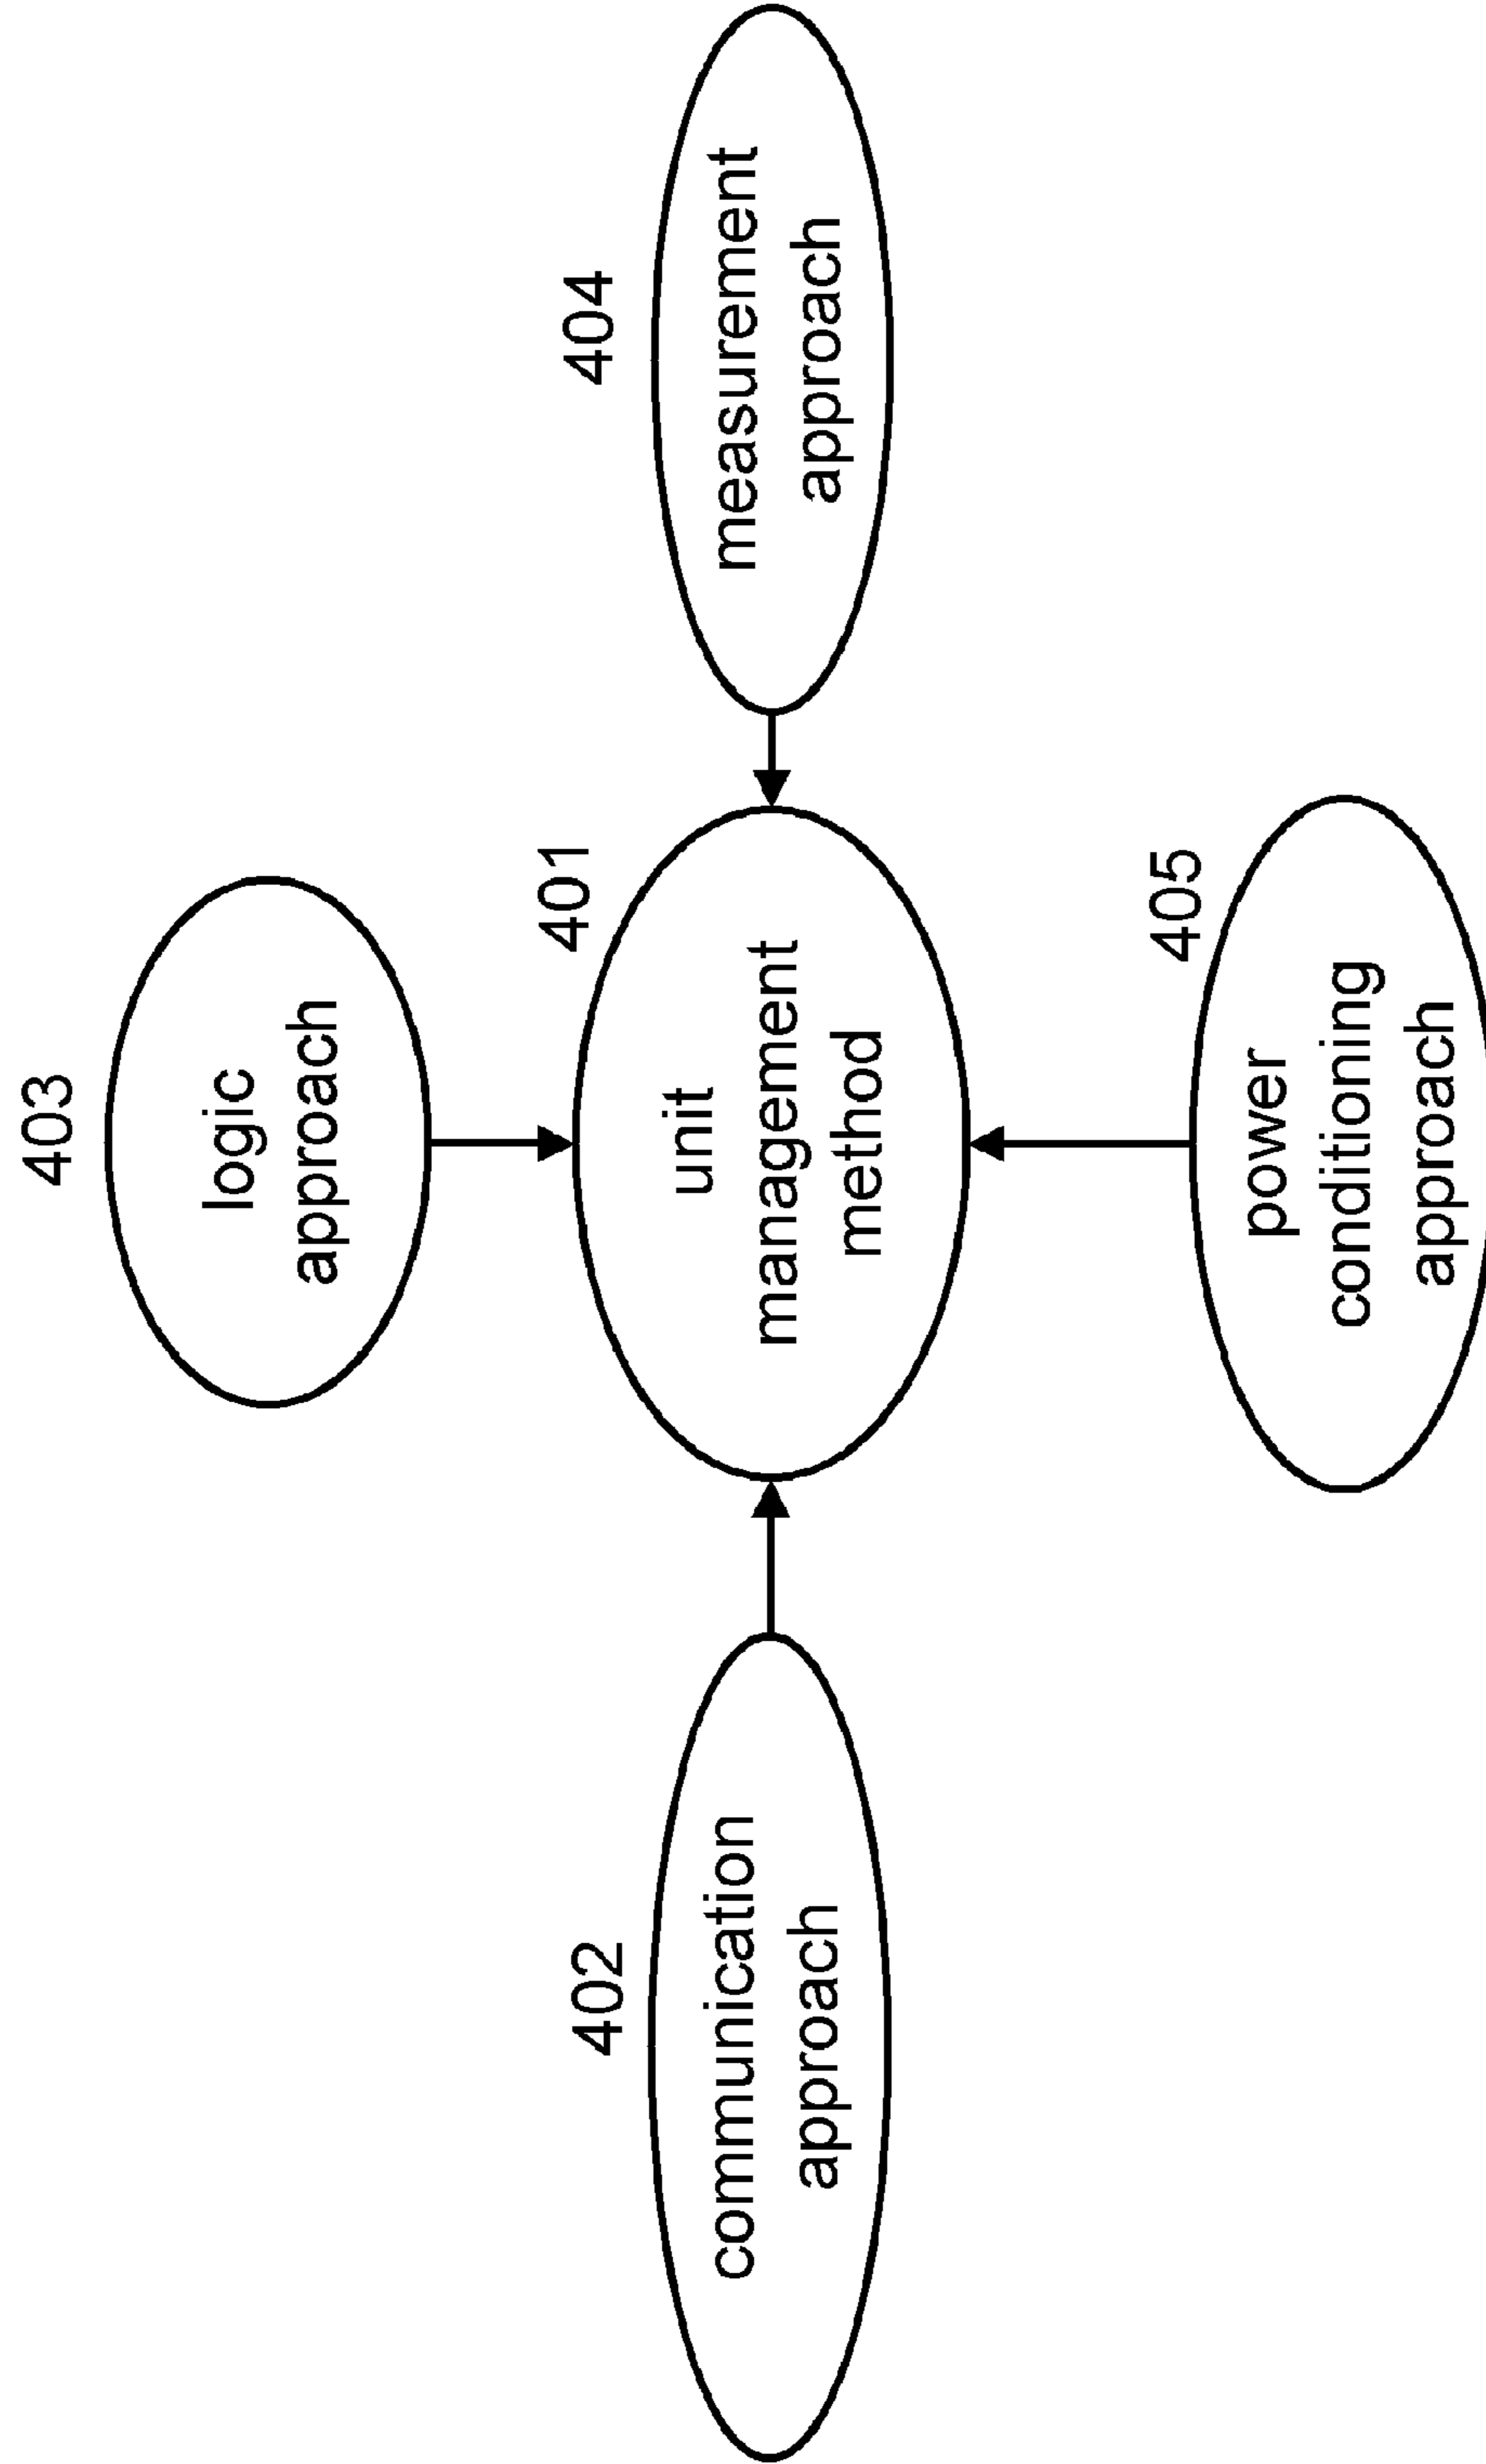 403
logic
approach
402
communication
approach
401
unit
management
method
404
measurement
approach
405
power
conditioning
approach